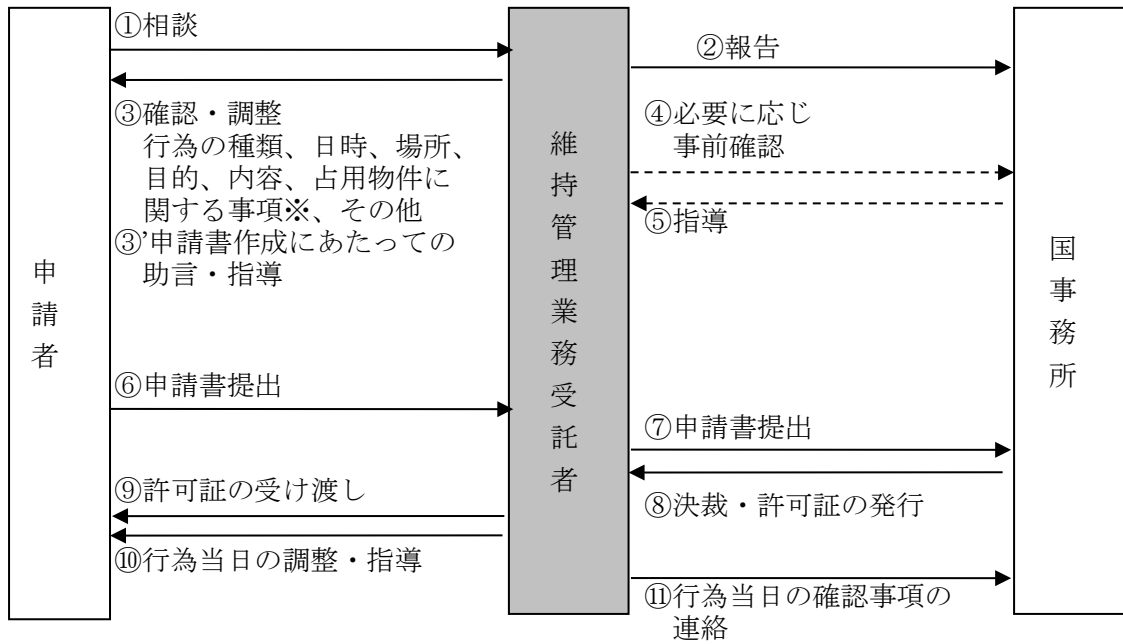 ①相談
②報告
③確認・調整
行為の種類、日時、場所、
目的、内容、占用物件に
関する事項※、その他
③’申請書作成にあたっての
助言・指導
④必要に応じ
事前確認
⑤指導
申請者
維持管理業務受託者
国事務所
⑥申請書提出
⑦申請書提出
⑧決裁・許可証の発行
⑨許可証の受け渡し
⑩行為当日の調整・指導
⑪行為当日の確認事項の
連絡